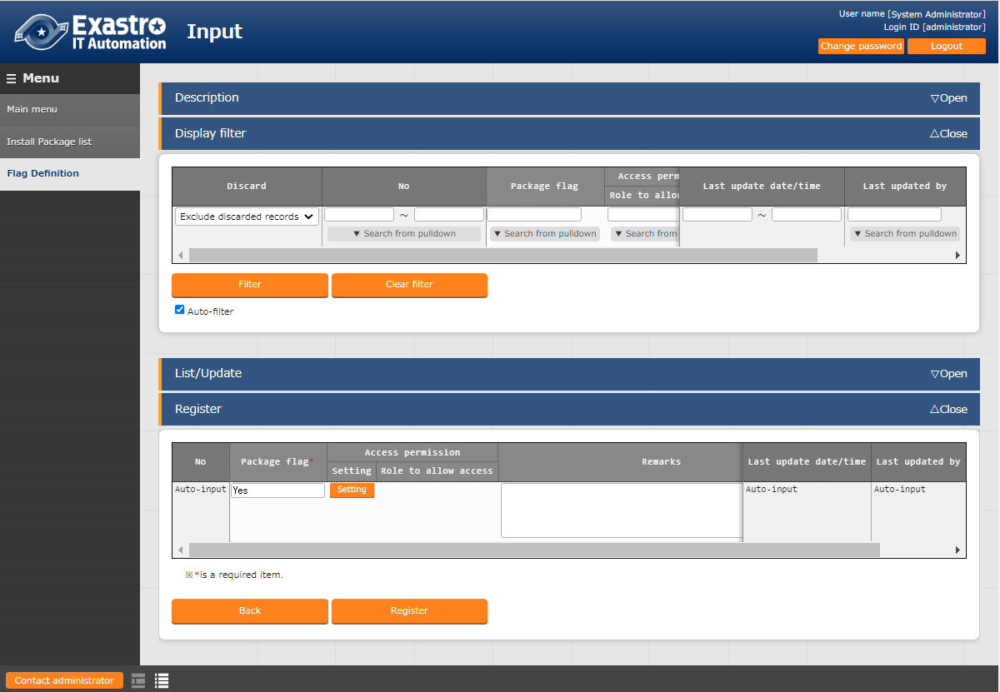 Exastro
IT Automation
Input
User name [System Administrator]
Login ID [administrator]
Change password
Logout
Menu
Main menu
Install Package list
Flag Definition
Description
▽Open
Display filter
△Close
Discard
No
Package flag
Access perm
Role to allow
Last update date/time
Last updated by
Exclude discarded records
~
~
▼ Search from pulldown
▼ Search from pulldown
▼ Search from
▼ Search from pulldown
Filter
Clear filter
Auto-filter
List/Update
▽Open
Register
△Close
No
Package flag*
Access permission
Setting
Role to allow access
Remarks
Last update date/time
Last updated by
Auto-input
Yes
Setting
Auto-input
Auto-input
※*is a required item.
Back
Register
Contact administrator